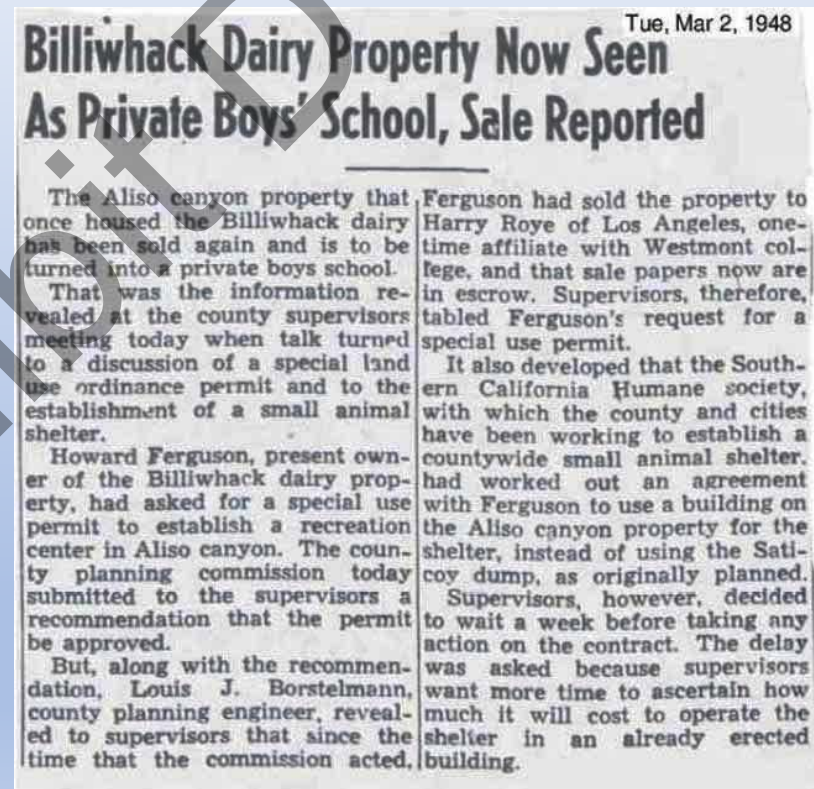 Tue, Mar 2, 1948
Billiwhack Dairy Property Now Seen
As Private Boys' School, Sale Reported
The Aliso canyon property that
once housed the Billiwhack dairy
has been sold again and is to be
turned into a private boys school.
That was the information re-
vealed at the county supervisors
meeting today when talk turned
to a discussion of a special land
use ordinance permit and to the
establishment of a small animal
shelter.
Howard Ferguson, present own-
er of the Billiwhack dairy prop-
erty, had asked for a special use
permit to establish a recreation
center in Aliso canyon. The coun-
ty planning commission today
submitted to the supervisors a
recommendation that the permit
be approved.
But, along with the recommen-
dation, Louis J. Borstelmann,
county planning engineer, reveal-
ed to supervisors that since the
time that the commission acted,
Ferguson had sold the property to
Harry Roye of Los Angeles, one-
time affiliate with Westmont col-
lege, and that sale papers now are
in escrow. Supervisors, therefore,
tabled Ferguson's request for a
special use permit.
It also developed that the South-
ern California Humane society,
with which the county and cities
have been working to establish a
countywide small animal shelter,
had worked out an agreement
with Ferguson to use a building on
the Aliso canyon property for the
shelter, instead of using the Sati-
coy dump, as originally planned.
Supervisors, however, decided
to wait a week before taking any
action on the contract. The delay
was asked because supervisors
want more time to ascertain how
much it will cost to operate the
shelter in an already erected
building.